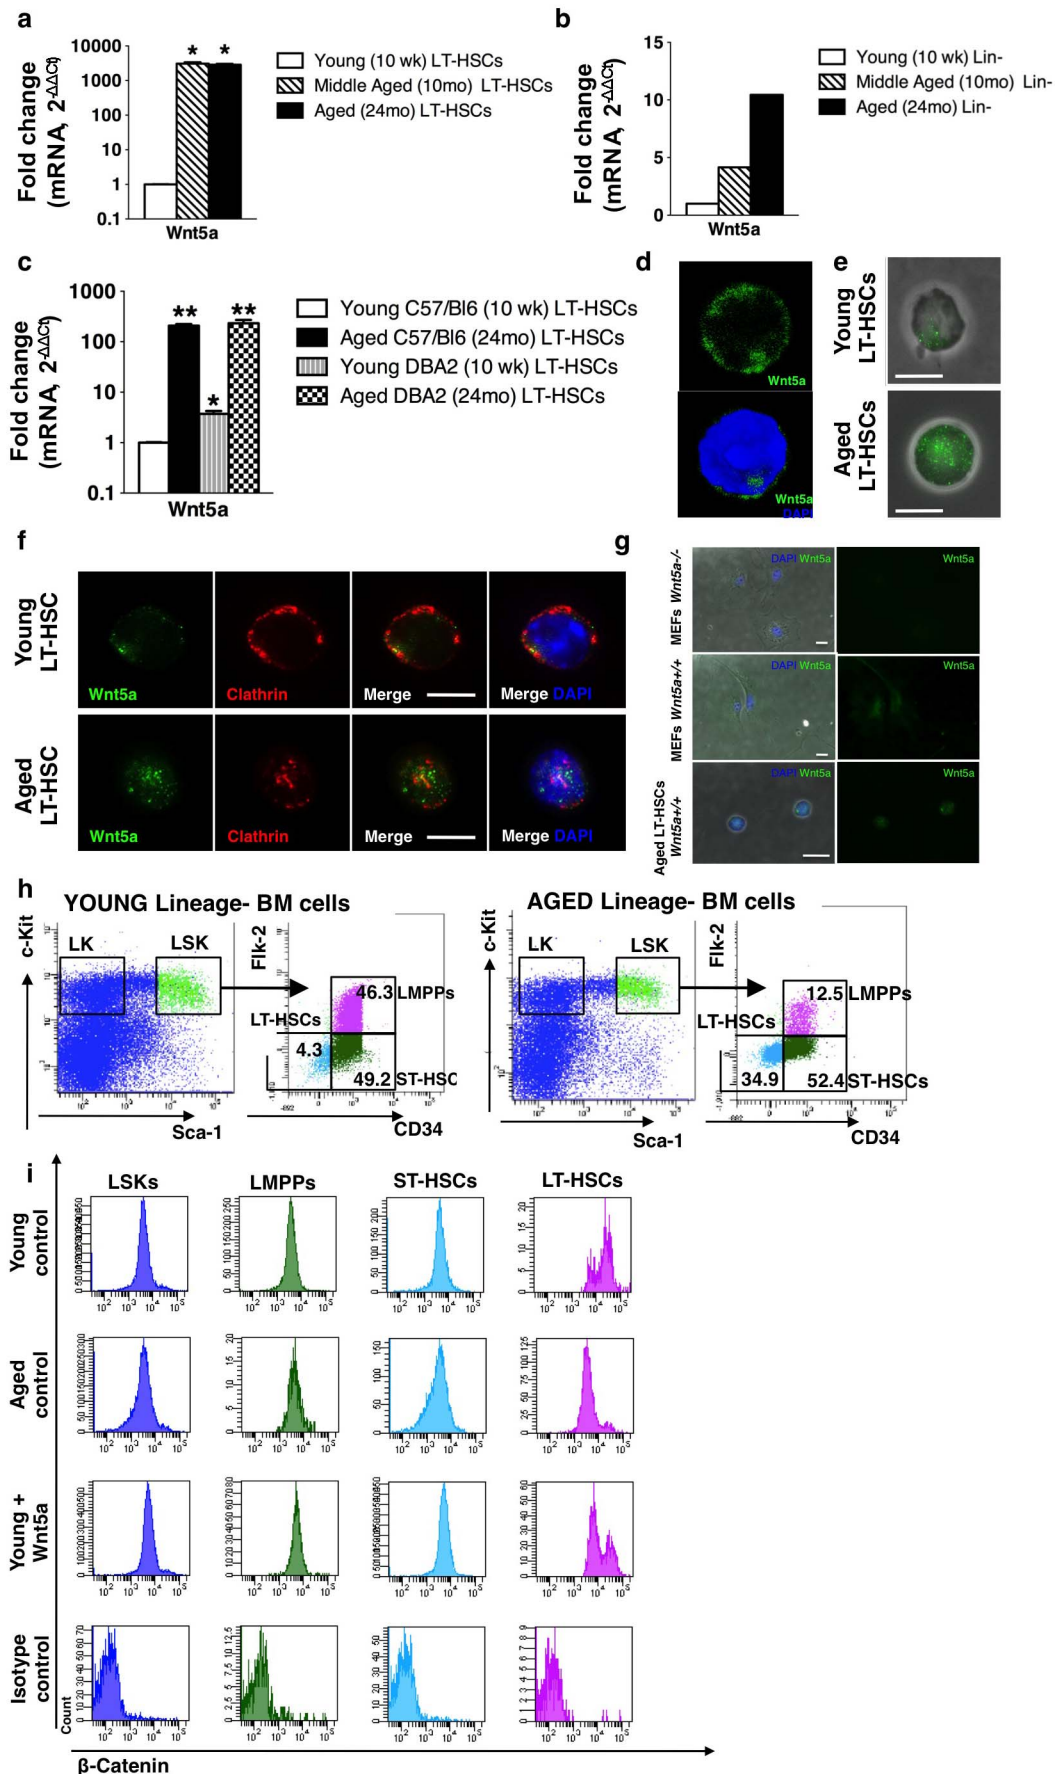 a
Fold change
(mRNA, 2-ΔΔCt)
10000
1000
100
10
1
0.1
* *
Wnt5a
Young (10 wk) LT-HSCs
Middle Aged (10mo) LT-HSCs
Aged (24mo) LT-HSCs
b
Fold change
(mRNA, 2-ΔΔCt)
15
10
5
0
Wnt5a
Young (10 wk) Lin-
Middle Aged (10mo) Lin-
Aged (24mo) Lin-
c
Fold change
(mRNA, 2-ΔΔCt)
1000
100
10
1
0.1
** * **
Wnt5a
Young C57/Bl6 (10 wk) LT-HSCs
Aged C57/Bl6 (24mo) LT-HSCs
Young DBA2 (10 wk) LT-HSCs
Aged DBA2 (24mo) LT-HSCs
d
Wnt5a
Wnt5a
DAPI
e
Young
LT-HSCs
Aged
LT-HSCs
f
Young
LT-HSC
Wnt5a
Clathrin
Merge
Merge DAPI
Aged
LT-HSC
Wnt5a
Clathrin
Merge
Merge DAPI
g
MEFs Wnt5a-/-
DAPI Wnt5a
Wnt5a
MEFs Wnt5a+/+
DAPI Wnt5a
Wnt5a
Aged LT-HSCs
Wnt5a+/+
DAPI Wnt5a
Wnt5a
h
YOUNG Lineage- BM cells
c-Kit
LK
LSK
Sca-1
Flk-2
46.3 LMPPs
LT-HSCs
4.3
49.2 ST-HSC
CD34
AGED Lineage- BM cells
c-Kit
LK
LSK
Sca-1
Flk-2
12.5 LMPPs
LT-HSCs
34.9
52.4 ST-HSCs
CD34
i
LSKs
LMPPs
ST-HSCs
LT-HSCs
Young
control
Aged
control
Young +
Wnt5a
Isotype
control
Count
β-Catenin